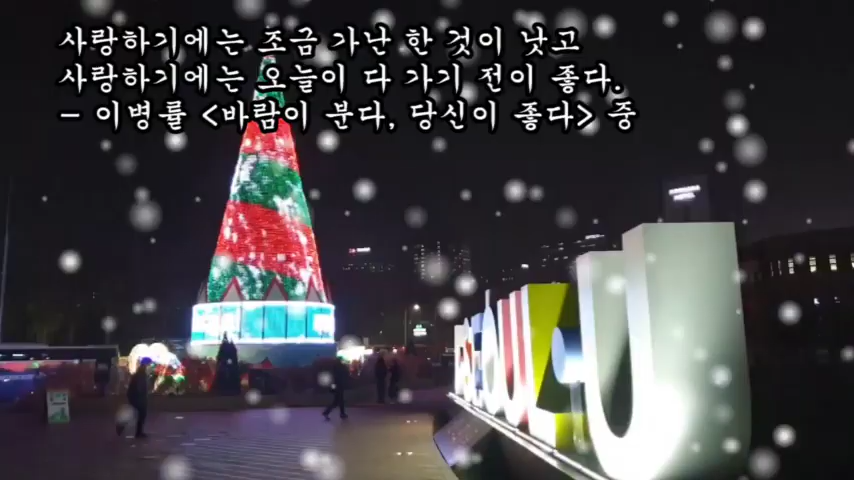 사랑하기에는 조금 가난 한 것이 낫고
사랑하기에는 오늘이 다 가기 전이 좋다.
- 이병률 <바람이 분다, 당신이 좋다> 중
SEOUL:U